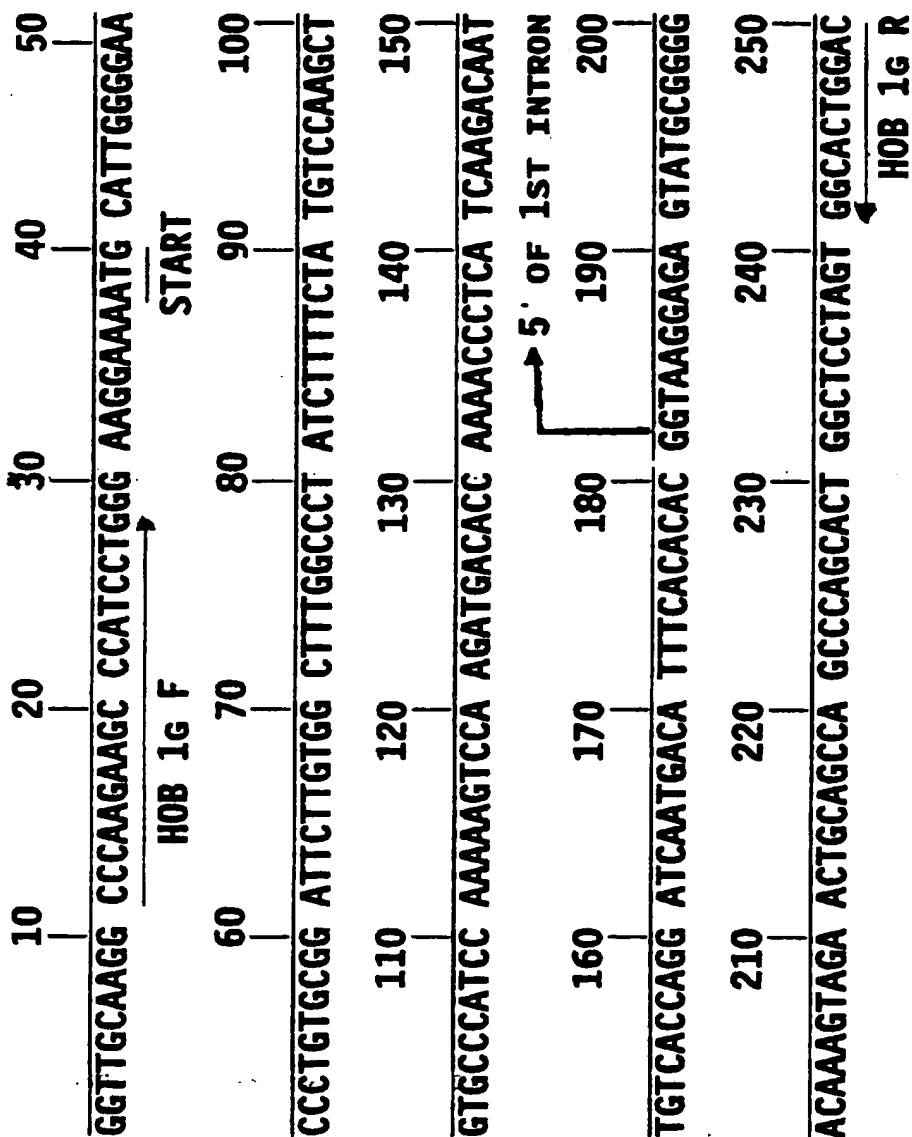 10 20 30 40 50
GGTTGCAAGG CCCAAGAAGC CCATCCTGGG AAGGAAAATG CATTGGGGAA
HOB 1G F START
60 70 80 90 100
CCCTGTGCGG ATTCTTGTGG CTTTGGCCCT ATCTTTTCTA TGTCCAAGCT
110 120 130 140 150
GTGCCCATCC AAAAGTCCA AGATGACACC AAAACCCTCA TCAAGACAAT
5' OF 1ST INTRON
160 170 180 190 200
TGTCACCAGG ATCAATGACA TTTCACACAC GGTAAGGAGA GTATGCGGGG
210 220 230 240 250
ACAAAGTAGA ACTGCAGCCA GCCCAGCACT GGCTCCTAGT GGCACTGGAC
HOB 1G R